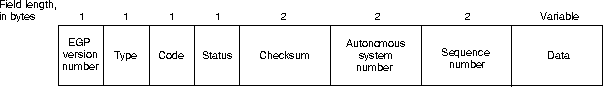 Field length,
in bytes 1 1 1 1 2 2 2 Variable
EGP
version
number
Type
Code
Status
Checksum
Autonomous
system
number
Sequence
number
Data